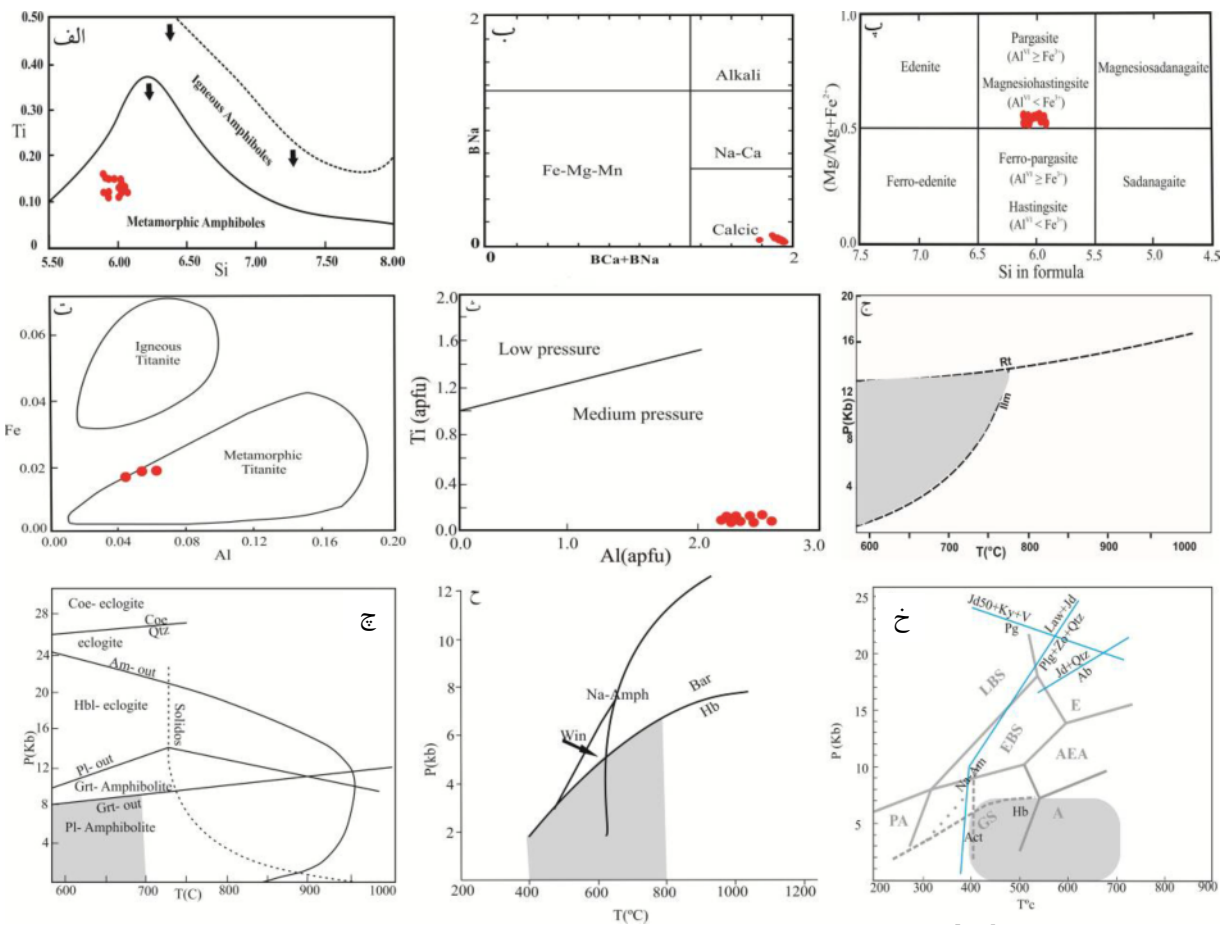 الف
0.50
0.40
0.30
Ti
0.20
0.10
0
5.50
6.00
6.00
7.00
7.50
8.00
Si
Igneous Amphiboles
Metamorphic Amphiboles
ب
2
BNa
0
Alkali
Na-Ca
Fe-Mg-Mn
Calcic
0
BCa+BNa
2
پ
1.0
(Mg/Mg+Fe²⁺)
0.5
0.0
Edenite
Pargasite
(Alⱽᴵ ≥ Fe³⁺)
Magnesiohastingsite
(Alⱽᴵ < Fe³⁺)
Magnesiosadanagaite
Ferro-edenite
Ferro-pargasite
(Alⱽᴵ ≥ Fe³⁺)
Hastingsite
(Alⱽᴵ < Fe³⁺)
Sadanagaite
7.5
6.5
6.0
5.5
4.5
Si in formula
ت
0.06
0.04
Fe
0.02
0.00
Igneous
Titanite
Metamorphic
Titanite
0.00
0.04
0.08
0.12
0.16
0.20
Al
2.0
1.6
Ti (apfu)
1.2
0.8
0.4
0.0
Low pressure
Medium pressure
0.0
1.0
2.0
3.0
Al(apfu)
ج
20
16
12
P(Kb)
8
4
Rt
Ilm
600
700
800
900
1000
T(°C)
چ
28
24
20
16
P(Kb)
12
8
4
Coe- eclogite
Coe
Qtz
eclogite
Am- out
Hbl- eclogite
Solidos
Pl- out
Grt- Amphibolite
Grt- out
Pl- Amphibolite
600
700
800
900
1000
T(C)
ح
12
10
8
P(kb)
6
4
2
Na-Amph
Bar
Hb
Win
200
400
600
800
1000
1200
T(ºC)
خ
25
20
15
P (Kb)
10
5
0
Jd50+Ky+V
Pg
Law+Jd
Plg+Zo+Qtz
Jd+Qtz
Ab
LBS
EBS
E
AEA
Na-Am
PA
GS
Act
Hb
A
200
300
400
500
600
700
800
900
T°c